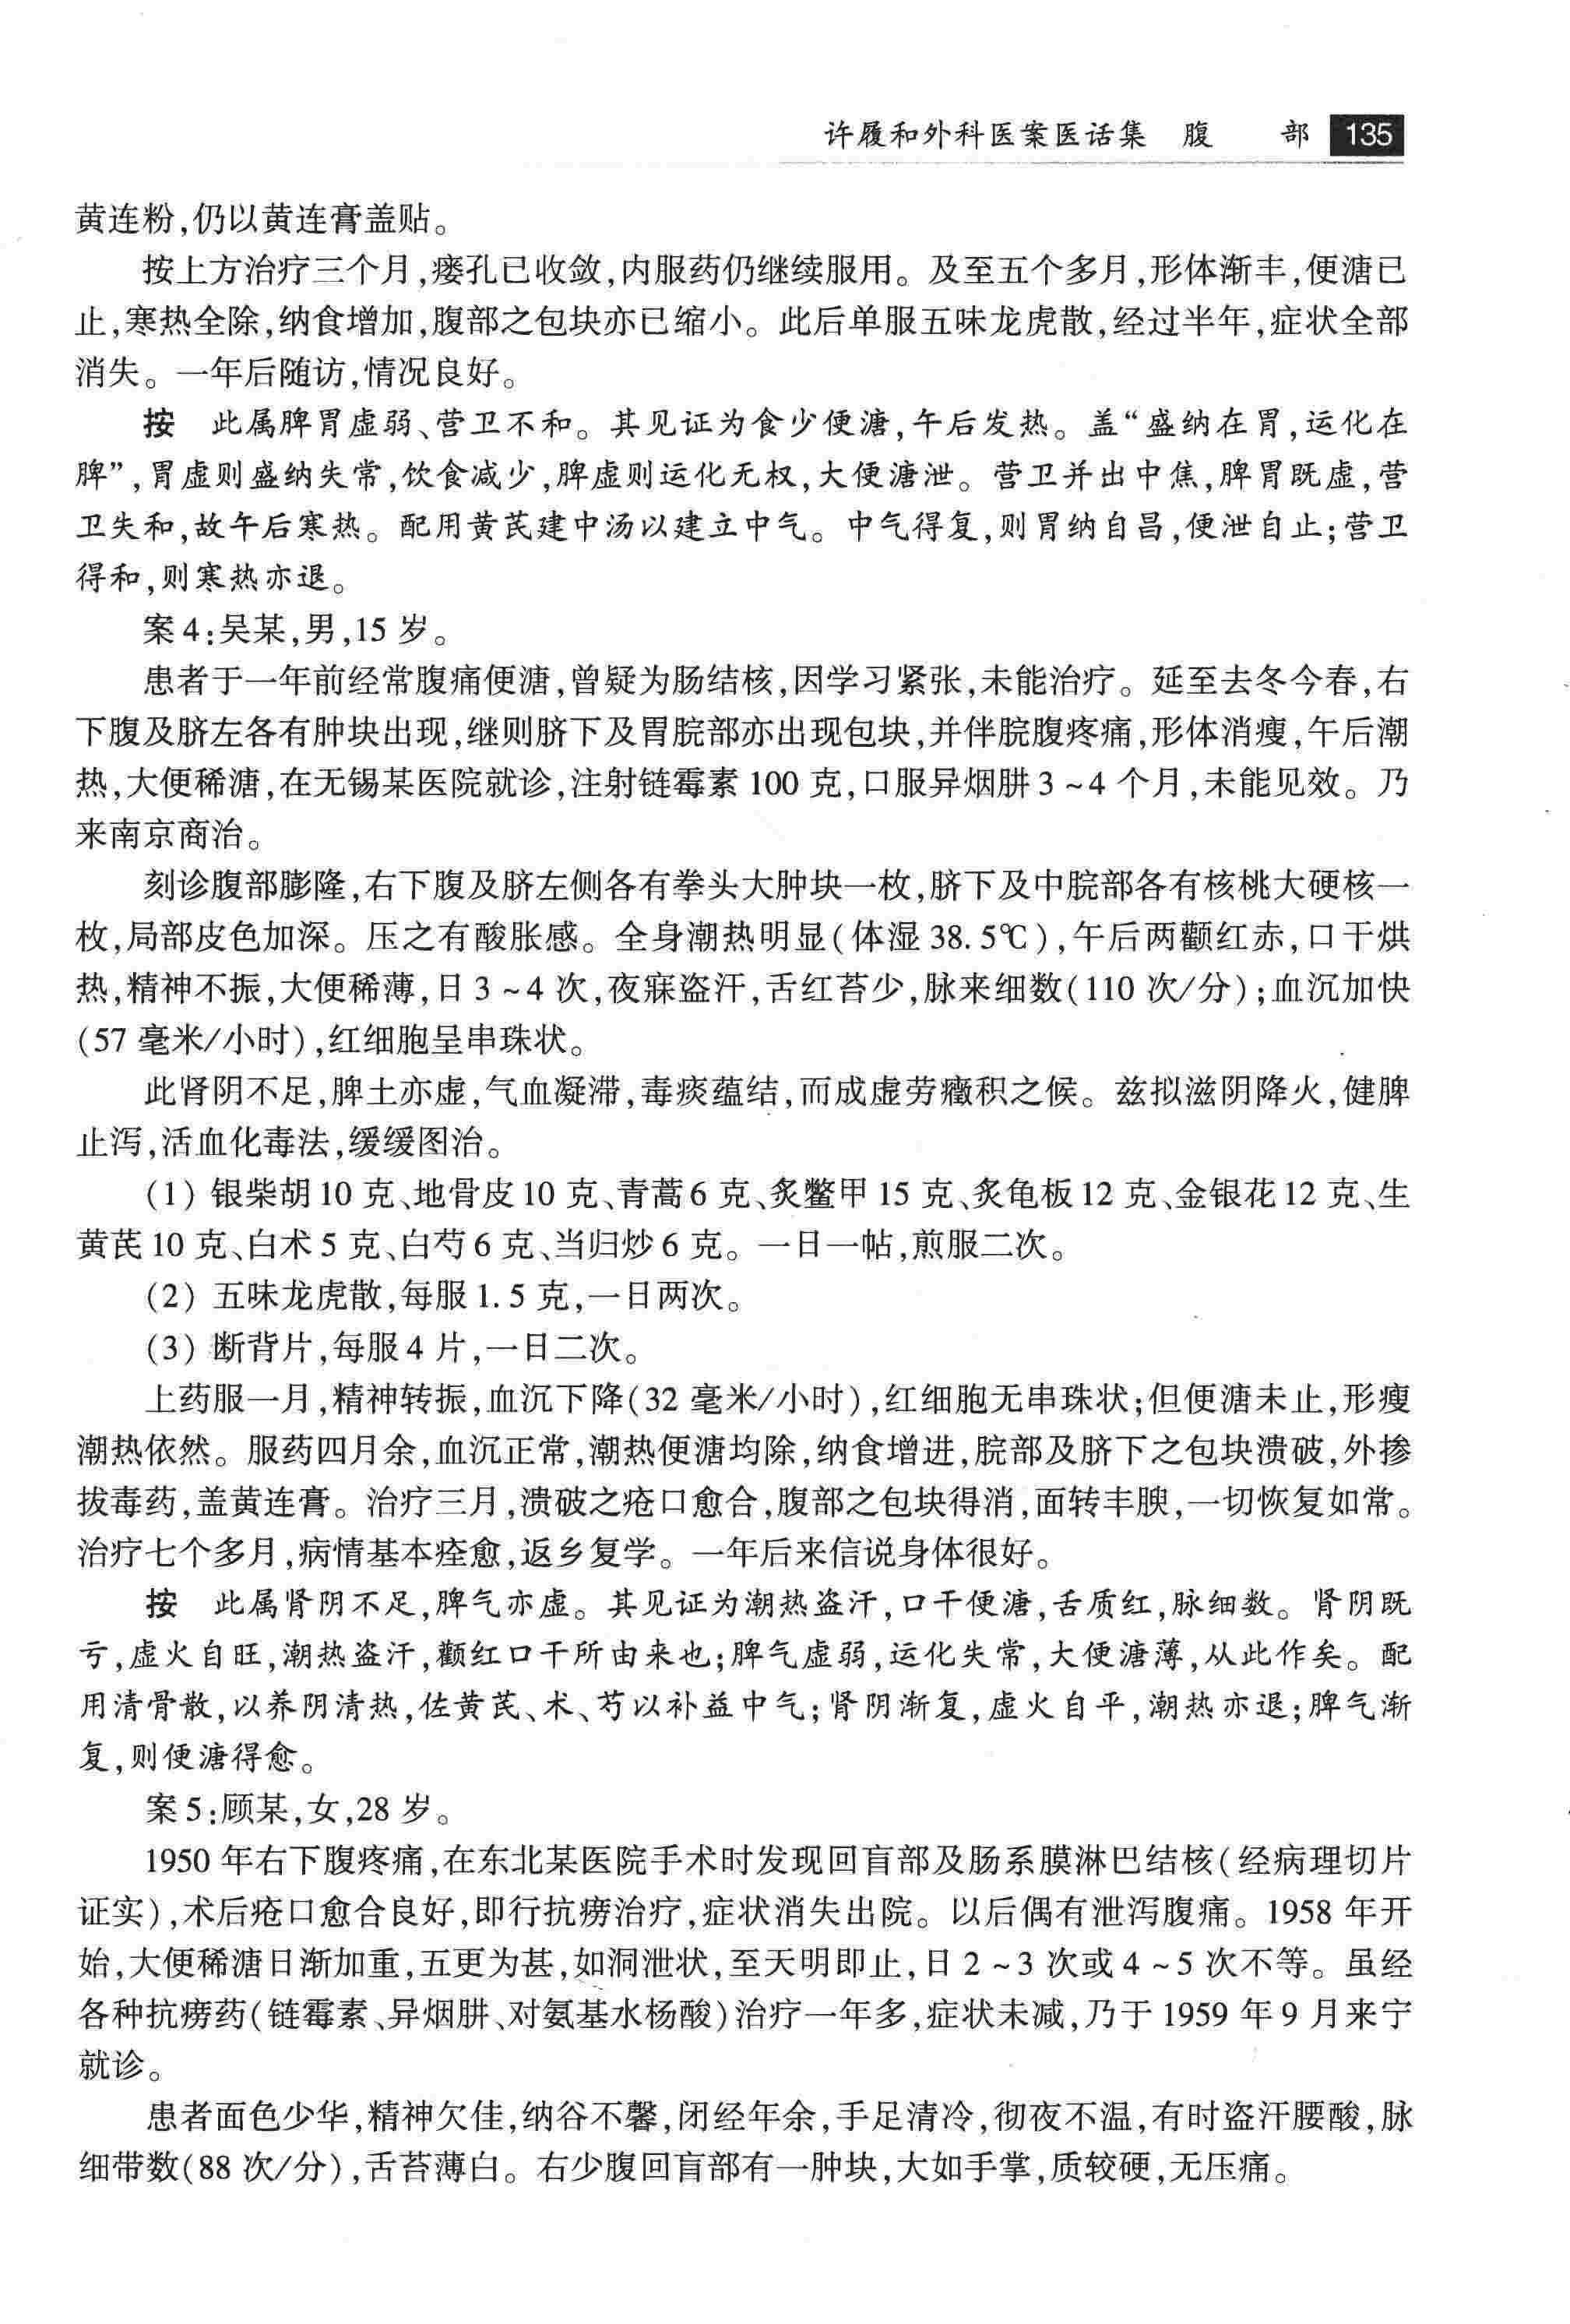 许履和外科医案医话集 腹 部 135
黄连粉,仍以黄连膏盖贴。
按上方治疗三个月,瘘孔已收敛,内服药仍继续服用。及至五个多月,形体渐丰,便溏已
止,寒热全除,纳食增加,腹部之包块亦已缩小。此后单服五味龙虎散,经过半年,症状全部
消失。一年后随访,情况良好。
按 此属脾胃虚弱、营卫不和。其见证为食少便溏,午后发热。盖“盛纳在胃,运化在
脾”,胃虚则盛纳失常,饮食减少,脾虚则运化无权,大便溏泄。营卫并出中焦,脾胃既虚,营
卫失和,故午后寒热。配用黄芪建中汤以建立中气。中气得复,则胃纳自昌,便泄自止;营卫
得和,则寒热亦退。
案4:吴某,男,15 岁。
患者于一年前经常腹痛便溏,曾疑为肠结核,因学习紧张,未能治疗。延至去冬今春,右
下腹及脐左各有肿块出现,继则脐下及胃脘部亦出现包块,并伴脘腹疼痛,形体消瘦,午后潮
热,大便稀溏,在无锡某医院就诊,注射链霉素 100 克,口服异烟肼 3 ~4 个月,未能见效。乃
来南京商治。
刻诊腹部膨隆,右下腹及脐左侧各有拳头大肿块一枚,脐下及中脘部各有核桃大硬核一
枚,局部皮色加深。压之有酸胀感。全身潮热明显(体湿 38.5℃),午后两颧红赤,口干烘
热,精神不振,大便稀薄,日 3 ~4 次,夜寐盗汗,舌红苔少,脉来细数(110 次/分);血沉加快
(57 毫米/小时),红细胞呈串珠状。
此肾阴不足,脾土亦虚,气血凝滞,毒痰蕴结,而成虚劳癥积之候。兹拟滋阴降火,健脾
止泻,活血化毒法,缓缓图治。
(1) 银柴胡 10 克、地骨皮 10 克、青蒿 6 克、炙鳖甲 15 克、炙龟板 12 克、金银花 12 克、生
黄芪 10 克、白术 5 克、白芍 6 克、当归炒 6 克。一日一帖,煎服二次。
(2) 五味龙虎散,每服 1.5 克,一日两次。
(3) 断背片,每服 4 片,一日二次。
上药服一月,精神转振,血沉下降(32 毫米/小时),红细胞无串珠状;但便溏未止,形瘦
潮热依然。服药四月余,血沉正常,潮热便溏均除,纳食增进,脘部及脐下之包块溃破,外掺
拔毒药,盖黄连膏。治疗三月,溃破之疮口愈合,腹部之包块得消,面转丰腴,一切恢复如常。
治疗七个多月,病情基本痊愈,返乡复学。一年后来信说身体很好。
按 此属肾阴不足,脾气亦虚。其见证为潮热盗汗,口干便溏,舌质红,脉细数。肾阴既
亏,虚火自旺,潮热盗汗,颧红口干所由来也;脾气虚弱,运化失常,大便溏薄,从此作矣。配
用清骨散,以养阴清热,佐黄芪、术、芍以补益中气;肾阴渐复,虚火自平,潮热亦退;脾气渐
复,则便溏得愈。
案5:顾某,女,28 岁。
1950 年右下腹疼痛,在东北某医院手术时发现回盲部及肠系膜淋巴结核(经病理切片
证实),术后疮口愈合良好,即行抗痨治疗,症状消失出院。以后偶有泄泻腹痛。1958 年开
始,大便稀溏日渐加重,五更为甚,如洞泄状,至天明即止,日 2 ~3 次或 4 ~5 次不等。虽经
各种抗痨药(链霉素、异烟肼、对氨基水杨酸)治疗一年多,症状未减,乃于 1959 年 9 月来宁
就诊。
患者面色少华,精神欠佳,纳谷不馨,闭经年余,手足清冷,彻夜不温,有时盗汗腰酸,脉
细带数(88 次/分),舌苔薄白。右少腹回盲部有一肿块,大如手掌,质较硬,无压痛。